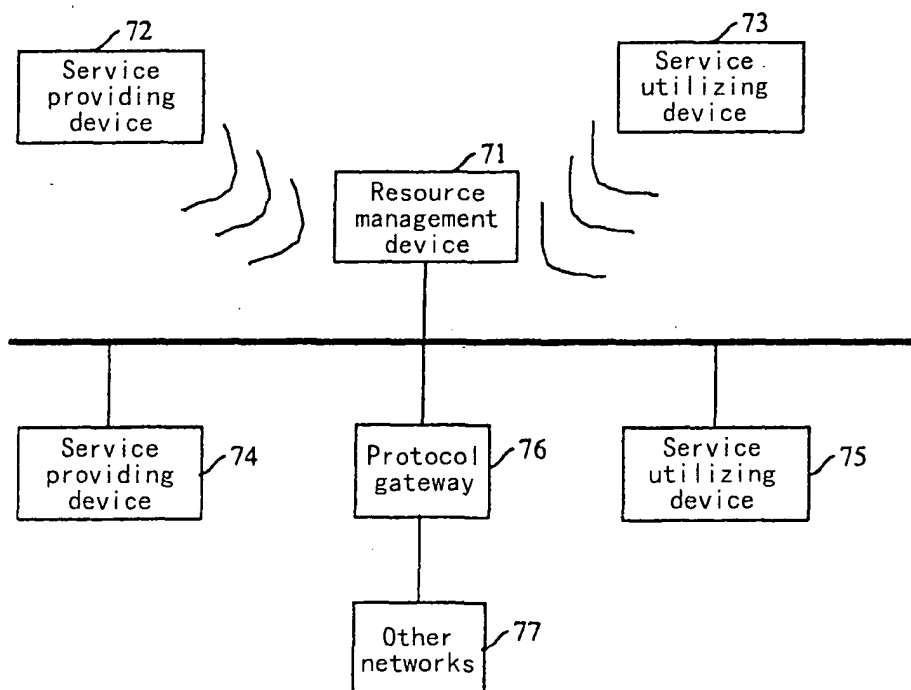 72
Service
providing
device
73
Service
utilizing
device
71
Resource
management
device
Service
providing
device
74
Protocol
gateway
76
Service
utilizing
device
75
Other
networks
77